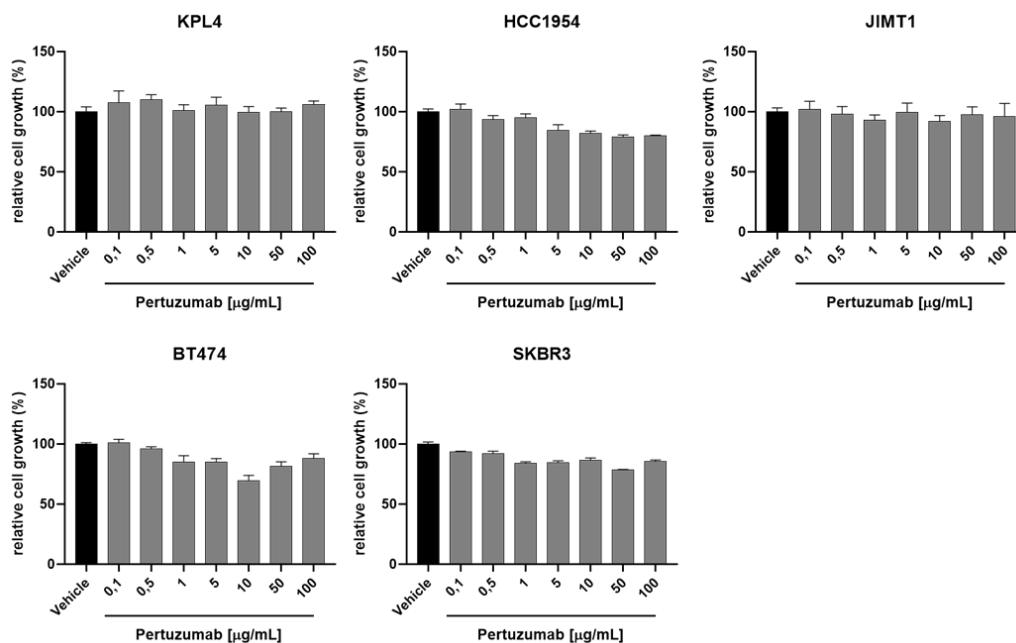 KPL4
relative cell growth (%)
150
100
50
0
Vehicle
0,1
0,5
1
5
10
50
100
Pertuzumab [μg/mL]
HCC1954
relative cell growth (%)
150
100
50
0
Vehicle
0,1
0,5
1
5
10
50
100
Pertuzumab [μg/mL]
JIMT1
relative cell growth (%)
150
100
50
0
Vehicle
0,1
0,5
1
5
10
50
100
Pertuzumab [μg/mL]
BT474
relative cell growth (%)
150
100
50
0
Vehicle
0,1
0,5
1
5
10
50
100
Pertuzumab [μg/mL]
SKBR3
relative cell growth (%)
150
100
50
0
Vehicle
0,1
0,5
1
5
10
50
100
Pertuzumab [μg/mL]